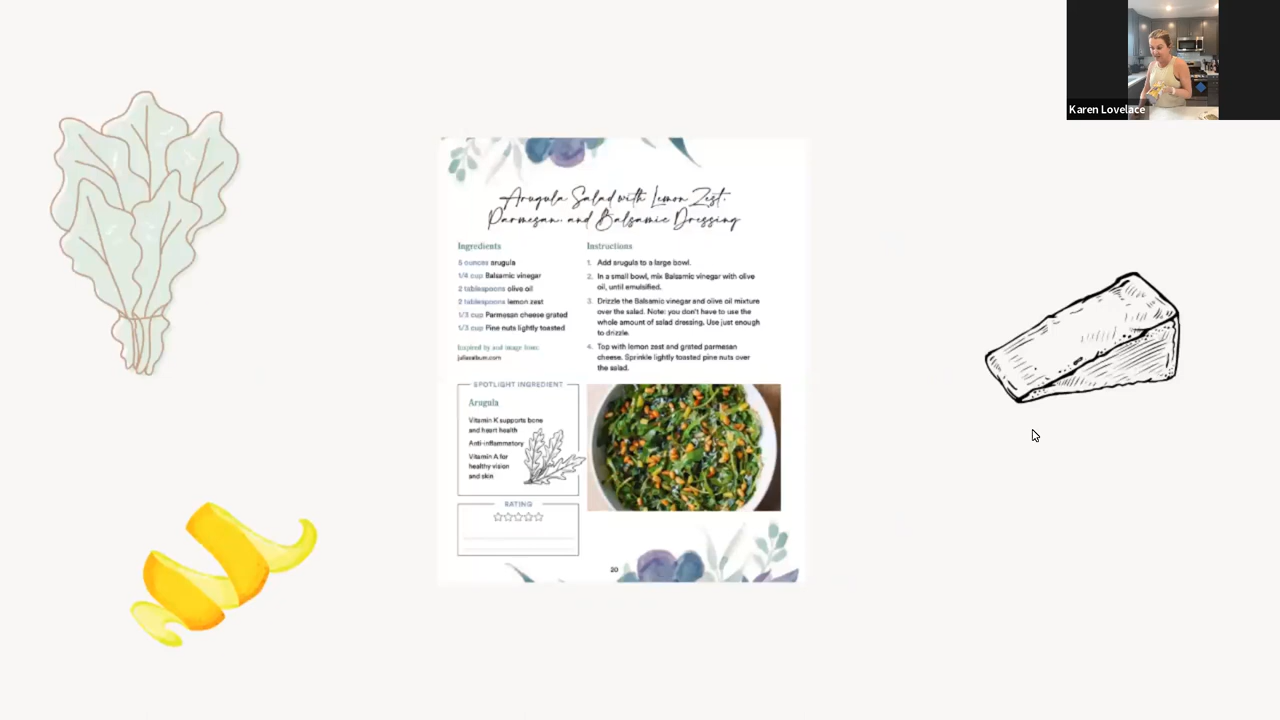 Karen Lovelace
Arugula Salad with Lemon Zest,
Parmesan, and Balsamic Dressing
Ingredients
5 ounces arugula
1/4 cup Balsamic vinegar
2 tablespoons olive oil
2 tablespoons lemon zest
1/3 cup Parmesan cheese grated
1/3 cup Pine nuts lightly toasted
Inspired by and image from:
Instructions
1. Add arugula to a large bowl.
2. In a small bowl, mix Balsamic vinegar with olive
oil, until emulsified.
3. Drizzle the Balsamic vinegar and olive oil mixture
over the salad. Note: you don't have to use the
whole amount of salad dressing. Use just enough
to drizzle.
4. Top with lemon zest and grated parmesan
cheese. Sprinkle lightly toasted pine nuts over
the salad.
SPOTLIGHT INGREDIENT
Arugula
Vitamin K supports bone
and heart health
Anti-inflammatory
Vitamin A for
healthy vision
and skin
RATING
20